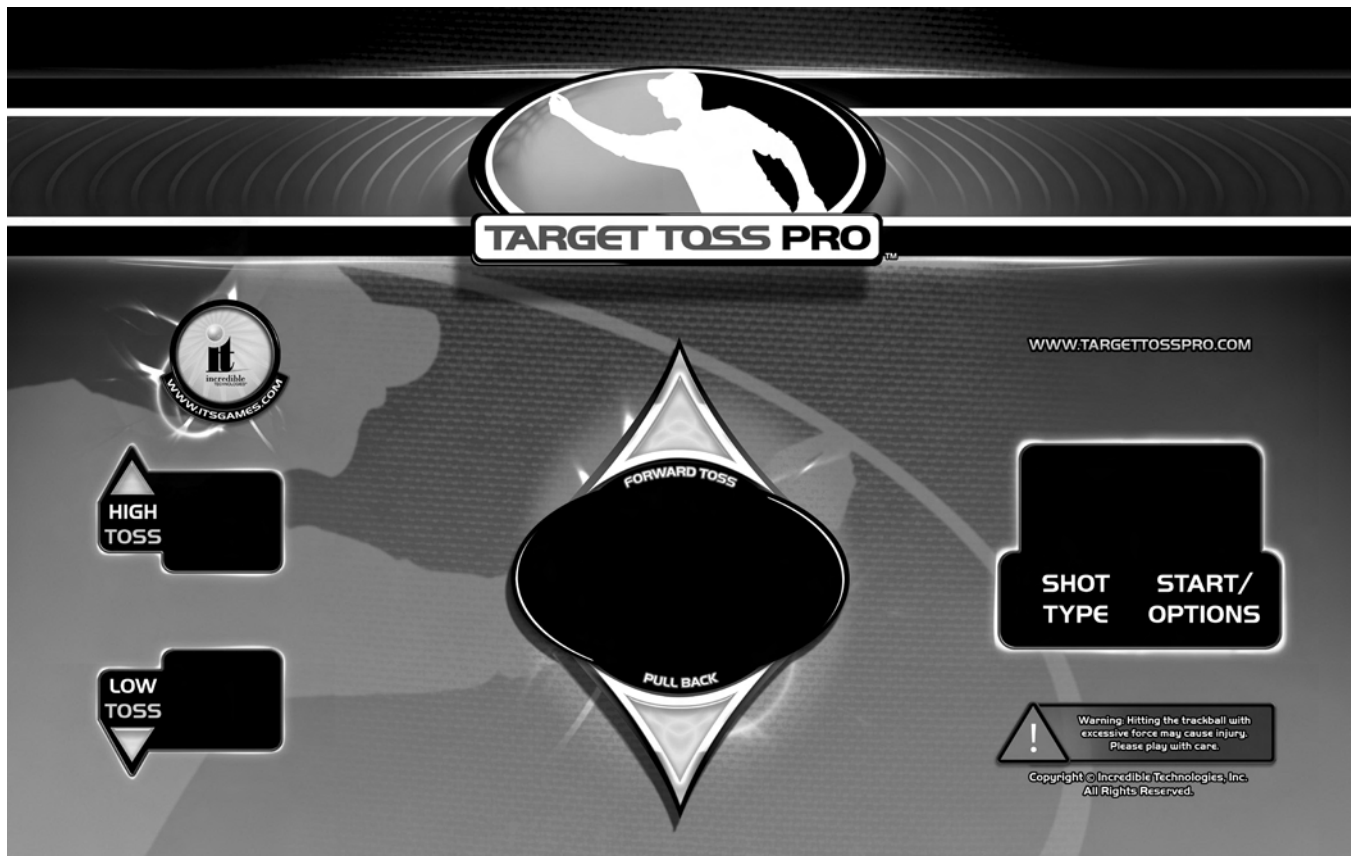 TARGET TOSS PRO
TM
it
incredible
TECHNOLOGIES
WWW.ITSGAMES.COM
WWW.TARGETTOSSPRO.COM
FORWARD TOSS
HIGH
TOSS
SHOT TYPE
START/ OPTIONS
LOW
TOSS
PULL BACK
!
Warning: Hitting the trackball with
excessive force may cause injury.
Please play with care.
Copyright © Incredible Technologies, Inc.
All Rights Reserved.